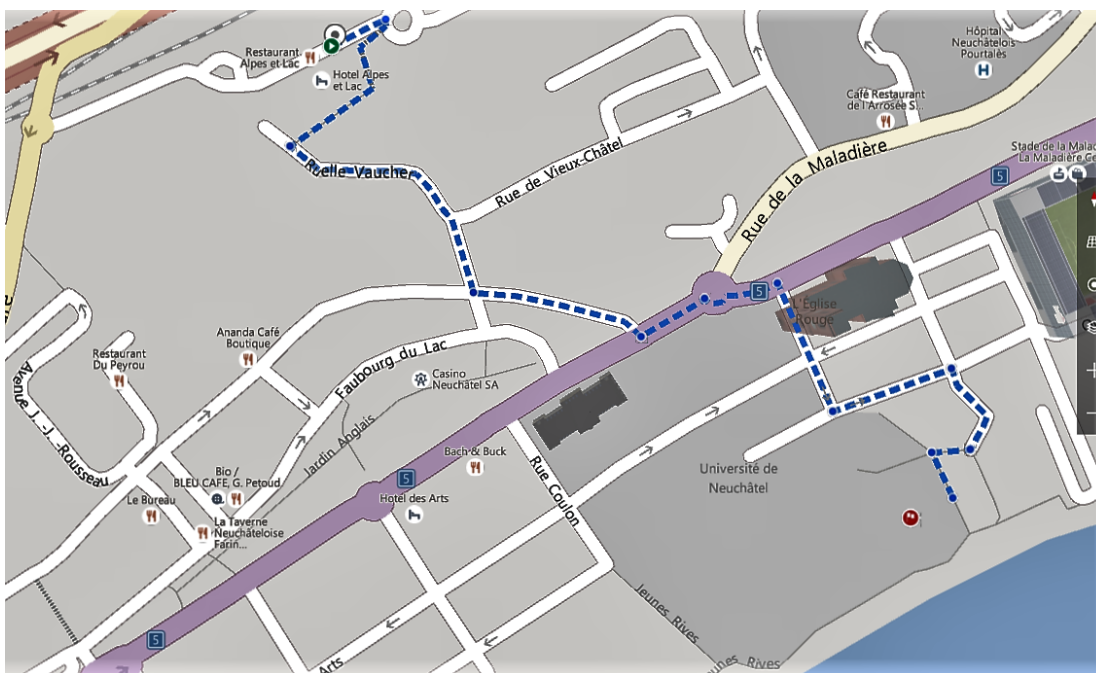 Restaurant
Alpes et Lac
Hotel Alpes
et Lac
Hôpital
Neuchâtelois
Pourtalès
H
Café Restaurant
de l'Arrosée S...
Stade de la Malad
La Maladière Ce
5
Ruelle Vaucher
Rue de Vieux-Châtel
Rue de la Maladière
5
L'Église
Rouge
Ananda Café
Boutique
Restaurant
Du Peyrou
Faubourg du Lac
Casino
Neuchâtel SA
Avenue J.-J.-Rousseau
Jardin Anglais
Bach & Buck
Rue Coulon
Université de
Neuchâtel
Bio /
BLEU CAFE, G. Petoud
5
Le Bureau
Hotel des Arts
La Taverne
Neuchâteloise
Farin...
Jeunes Rives
5
Arts
unes Rives